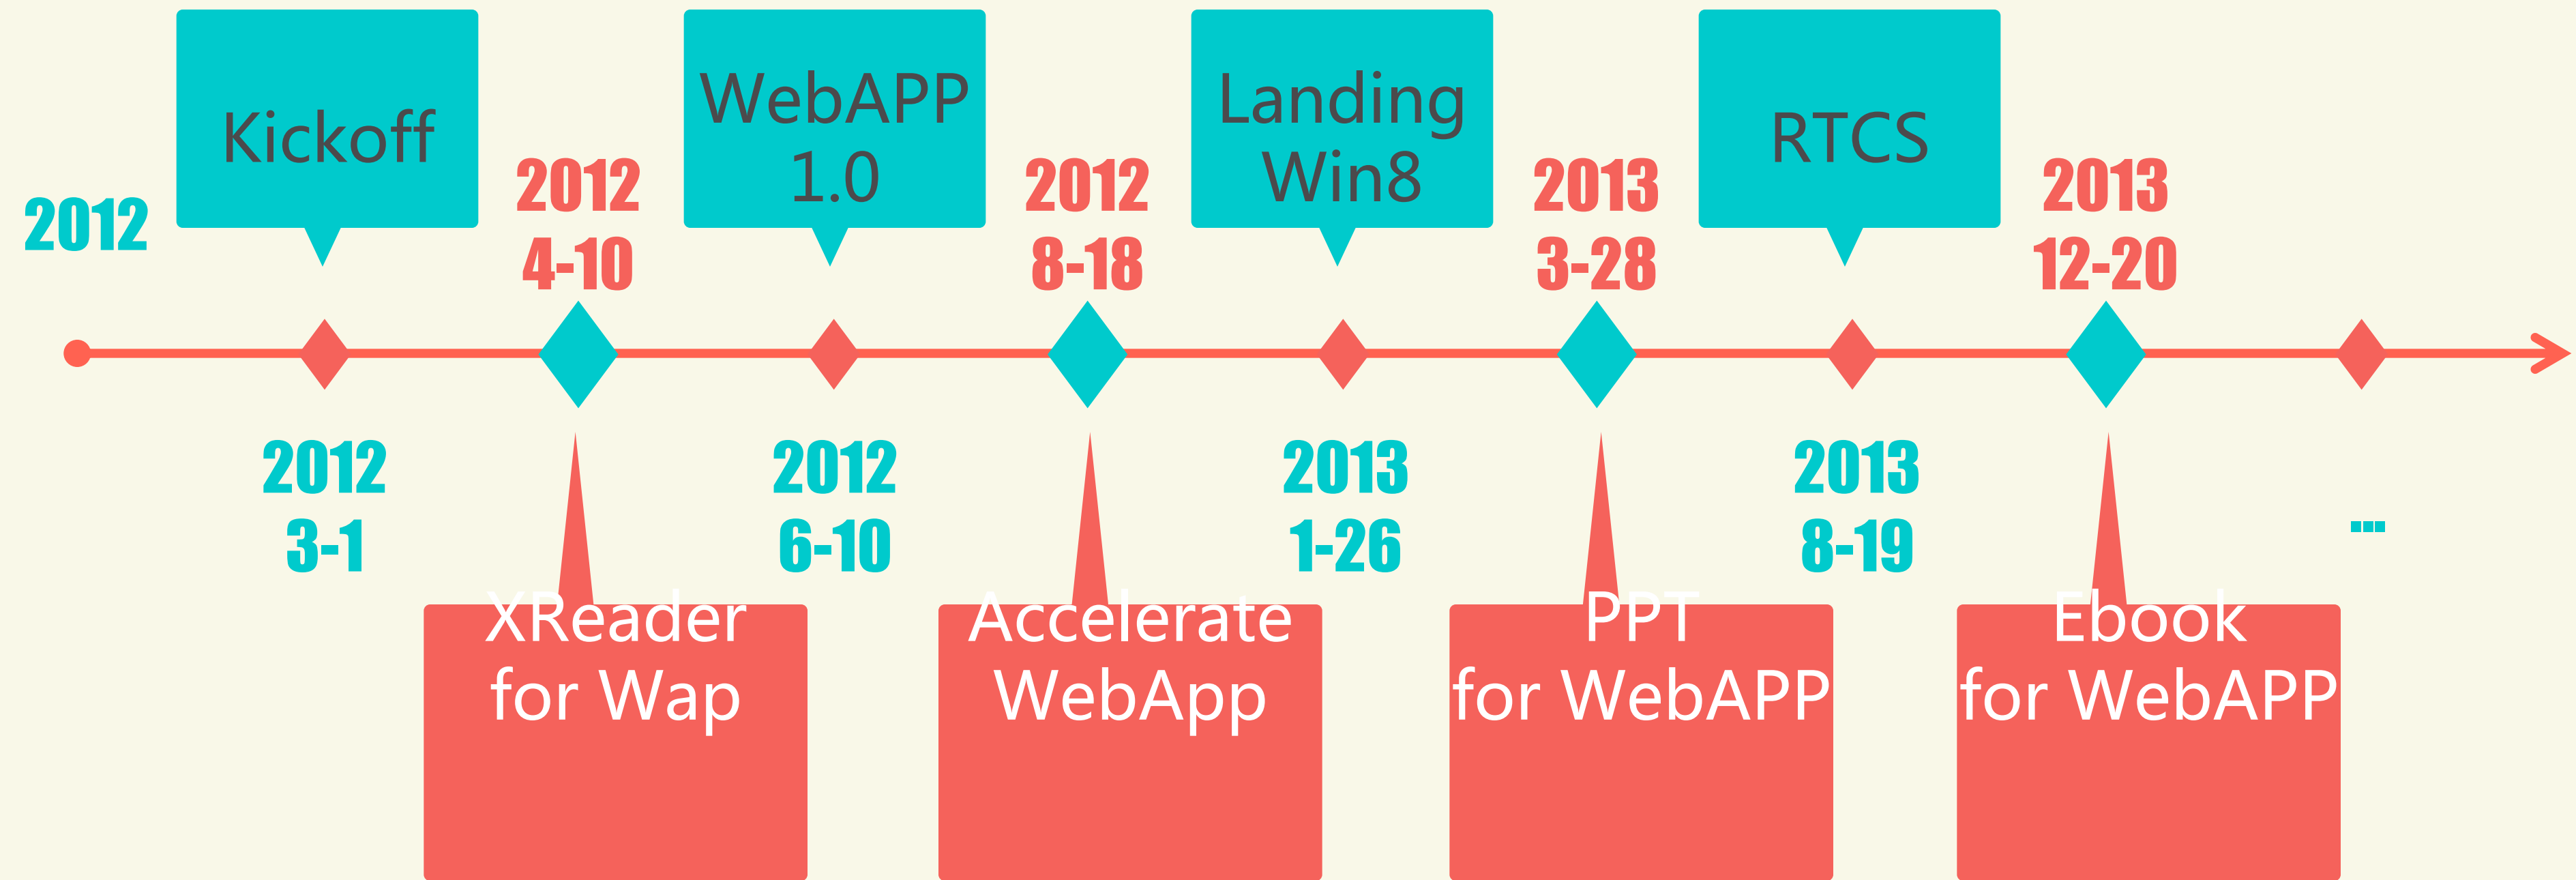 2012
Kickoff
2012
3-1
2012
4-10
XReader
for Wap
WebAPP
1.0
2012
6-10
2012
8-18
Accelerate
WebApp
Landing
Win8
2013
1-26
2013
3-28
PPT
for WebAPP
RTCS
2013
8-19
2013
12-20
Ebook
for WebAPP
...